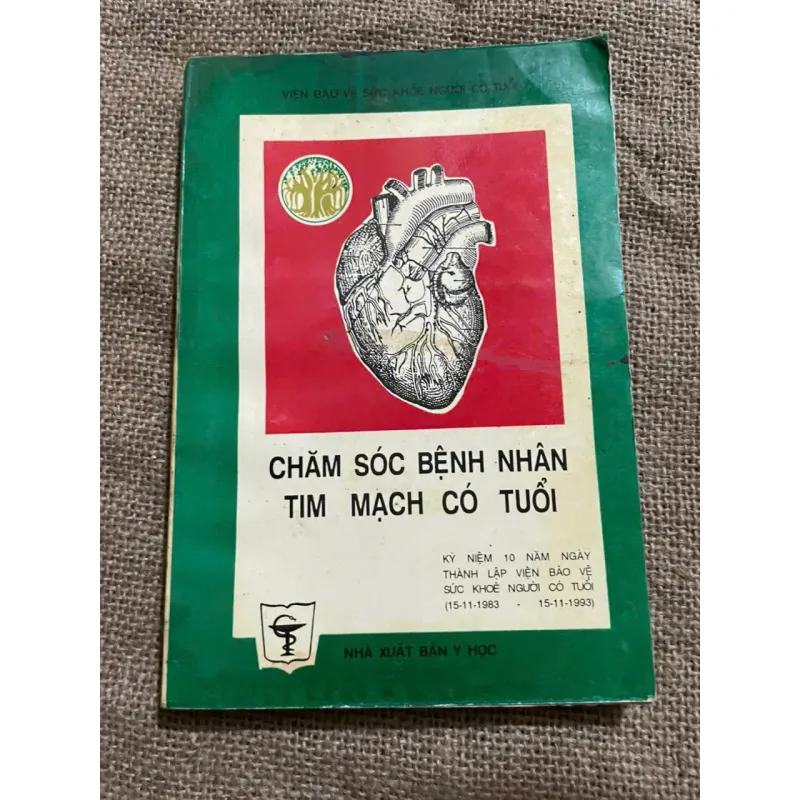 VIỆN BẢO VỆ SỨC KHỎE NGƯỜI CÓ TUỔI
CHĂM SÓC BỆNH NHÂN
TIM MẠCH CÓ TUỔI
KỶ NIỆM 10 NĂM NGÀY
THÀNH LẬP VIỆN BẢO VỆ
SỨC KHOẺ NGƯỜI CÓ TUỔI
(15-11-1983 - 15-11-1993)
NHÀ XUẤT BẢN Y HỌC